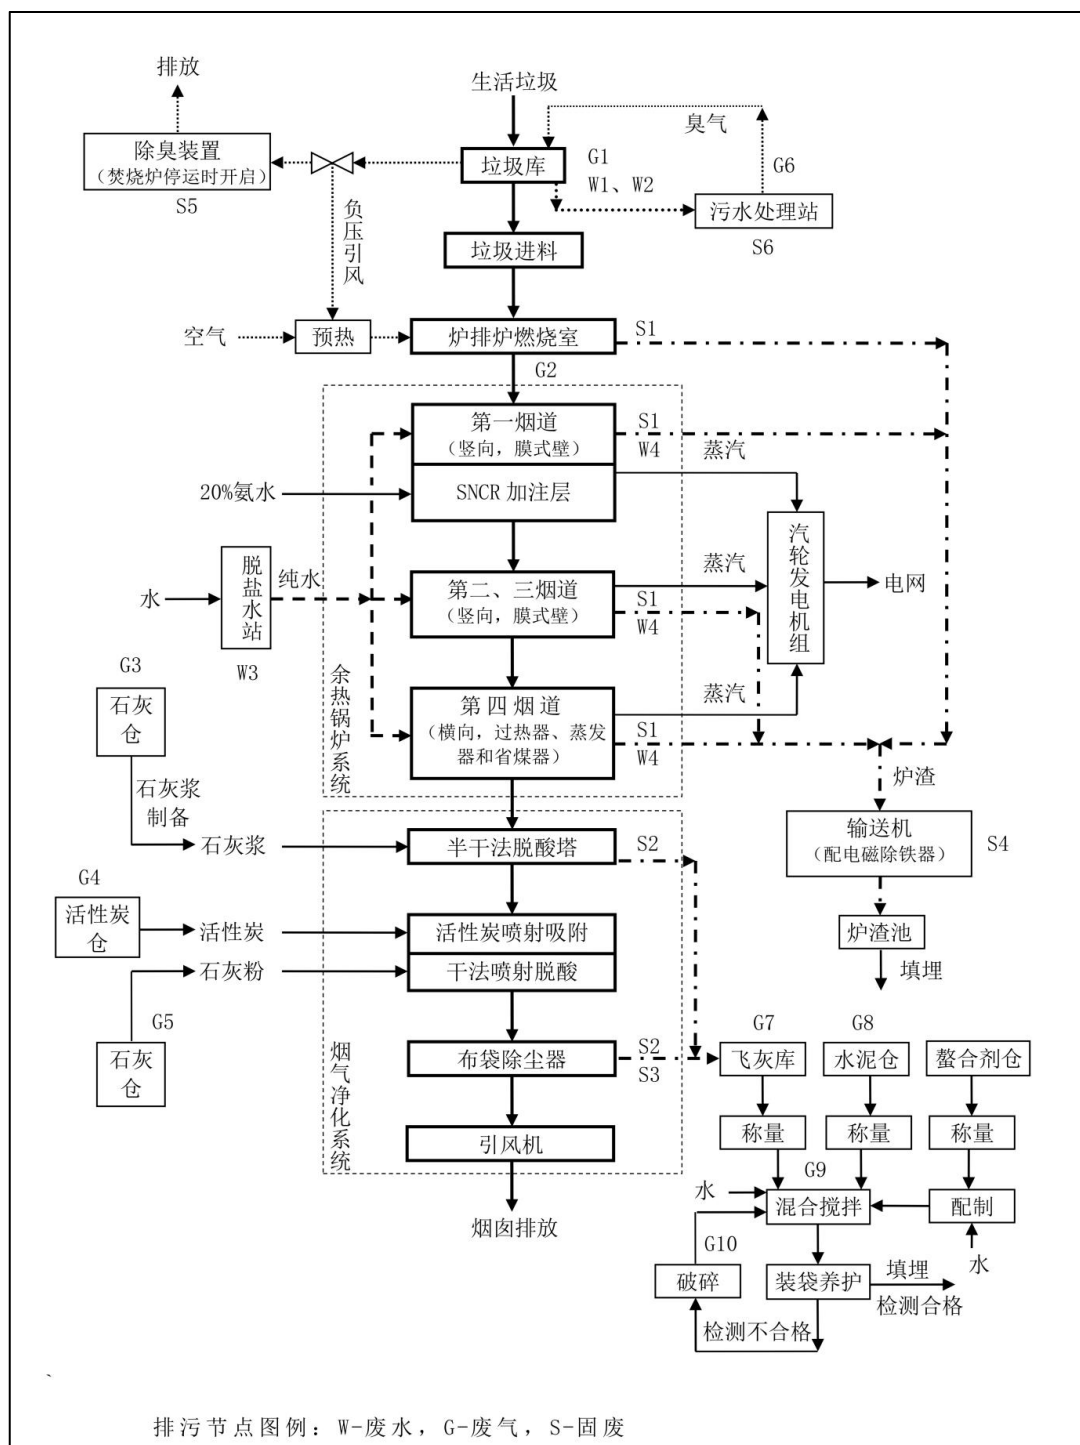 排放
生活垃圾
臭气
除臭装置
（焚烧炉停运时开启）
S5
垃圾库
G1
W1、W2
G6
污水处理站
S6
负压引风
垃圾进料
空气
预热
炉排炉燃烧室
S1
G2
第一烟道
（竖向，膜式壁）
S1
W4
蒸汽
20%氨水
SNCR 加注层
汽轮发电机组
电网
水
脱盐水站
纯水
W3
第二、三烟道
（竖向，膜式壁）
蒸汽
S1
W4
G3
石灰仓
余热锅炉系统
第四烟道
（横向，过热器、蒸发
器和省煤器）
蒸汽
S1
W4
炉渣
石灰浆
制备
石灰浆
半干法脱酸塔
S2
输送机
（配电磁除铁器）
S4
G4
活性炭仓
活性炭
活性炭喷射吸附
炉渣池
填埋
石灰粉
干法喷射脱酸
G5
石灰仓
烟气净化系统
布袋除尘器
S2
S3
G7
飞灰库
G8
水泥仓
螯合剂仓
引风机
称量
称量
称量
烟囱排放
水
G9
混合搅拌
配制
水
G10
破碎
装袋养护
填埋
检测合格
检测不合格
、
排污节点图例：W-废水，G-废气，S-固废